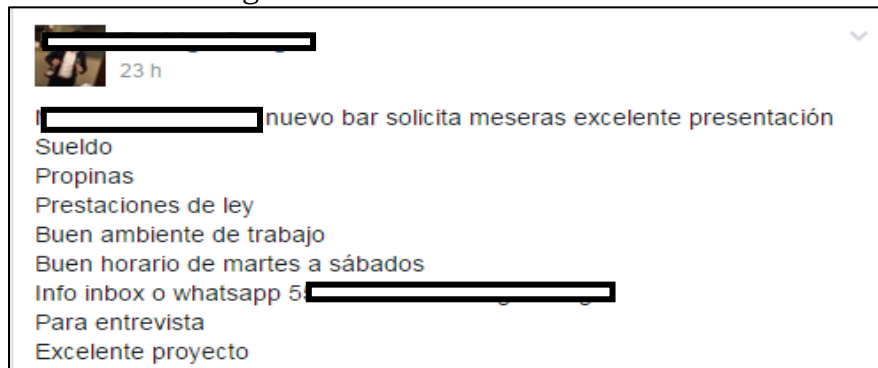 23 h
nuevo bar solicita meseras excelente presentación
Sueldo
Propinas
Prestaciones de ley
Buen ambiente de trabajo
Buen horario de martes a sábados
Info inbox o whatsapp 5
Para entrevista
Excelente proyecto